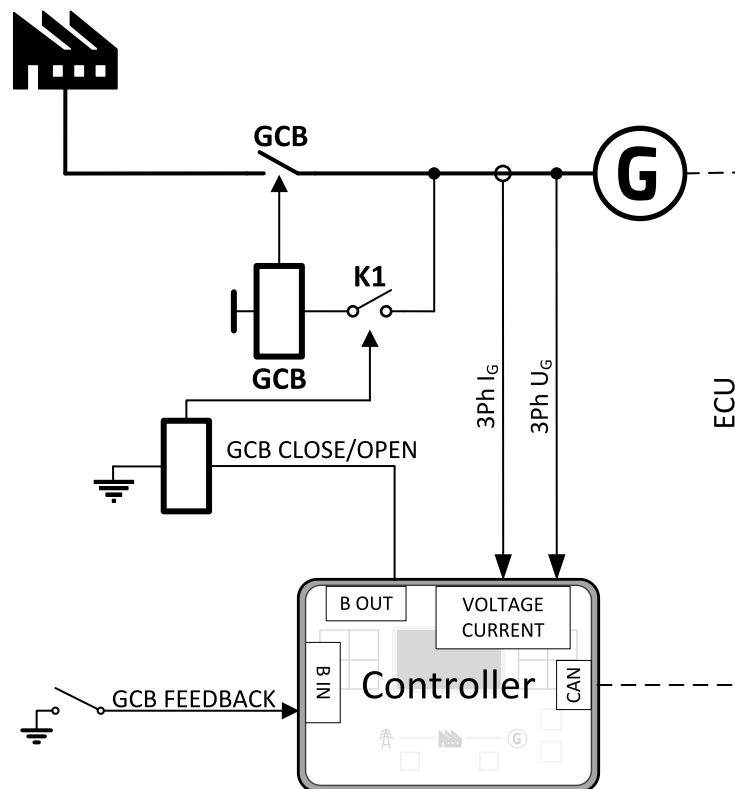 GCB
G
K1
GCB
3Ph IG
3Ph UG
ECU
GCB CLOSE/OPEN
B OUT
VOLTAGE
CURRENT
B IN
Controller
CAN
GCB FEEDBACK
G